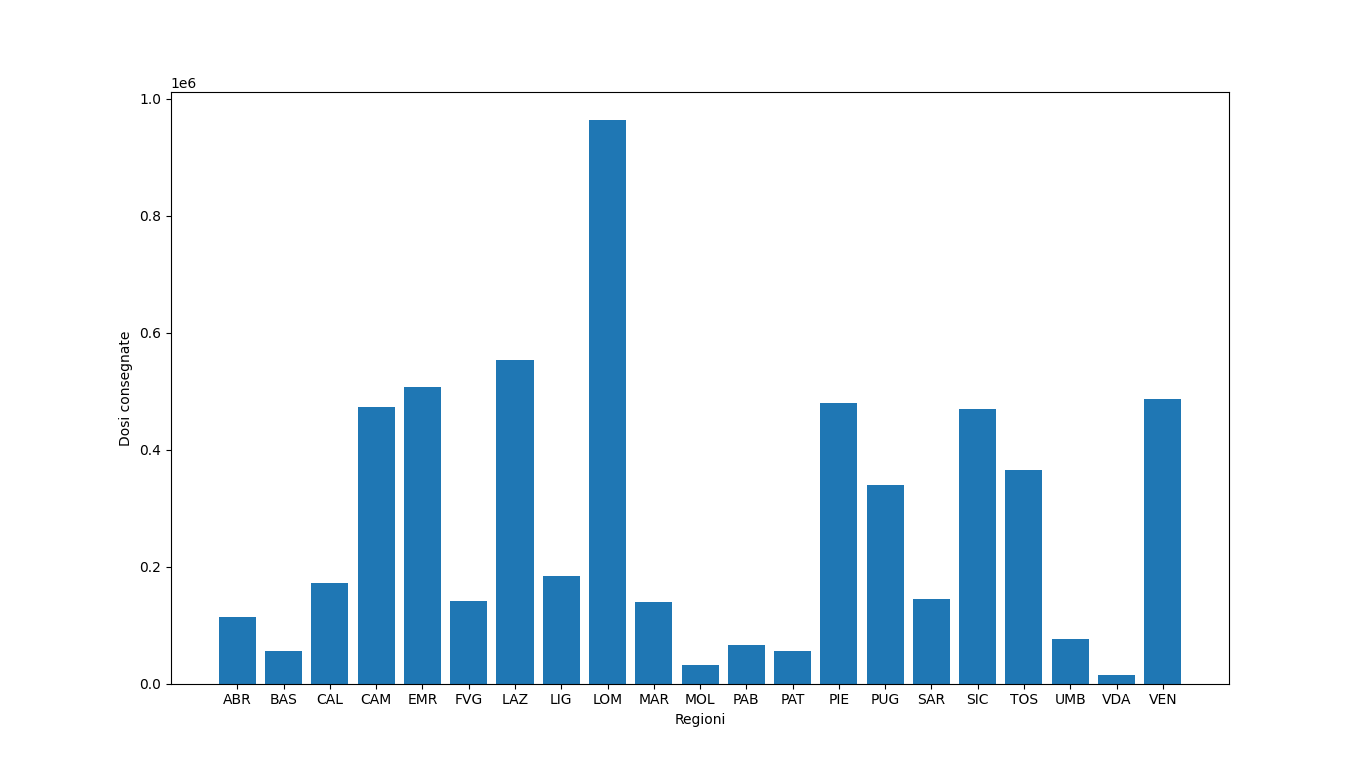 1e6
1.0
0.8
0.6
0.4
0.2
0.0
Dosi consegnate
ABR BAS CAL CAM EMR FVG LAZ LIG LOM MAR MOL PAB PAT PIE PUG SAR SIC TOS UMB VDA VEN
Regioni